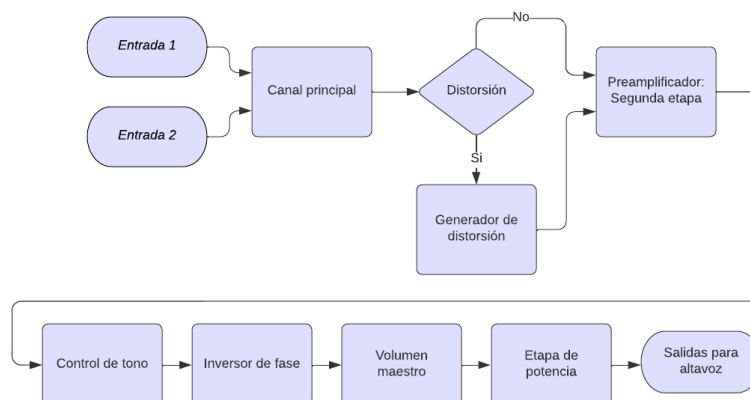 Entrada 1
Entrada 2
Canal principal
Distorsión
No
Si
Generador de
distorsión
Preamplificador:
Segunda etapa
Control de tono
Inversor de fase
Volumen
maestro
Etapa de
potencia
Salidas para
altavoz